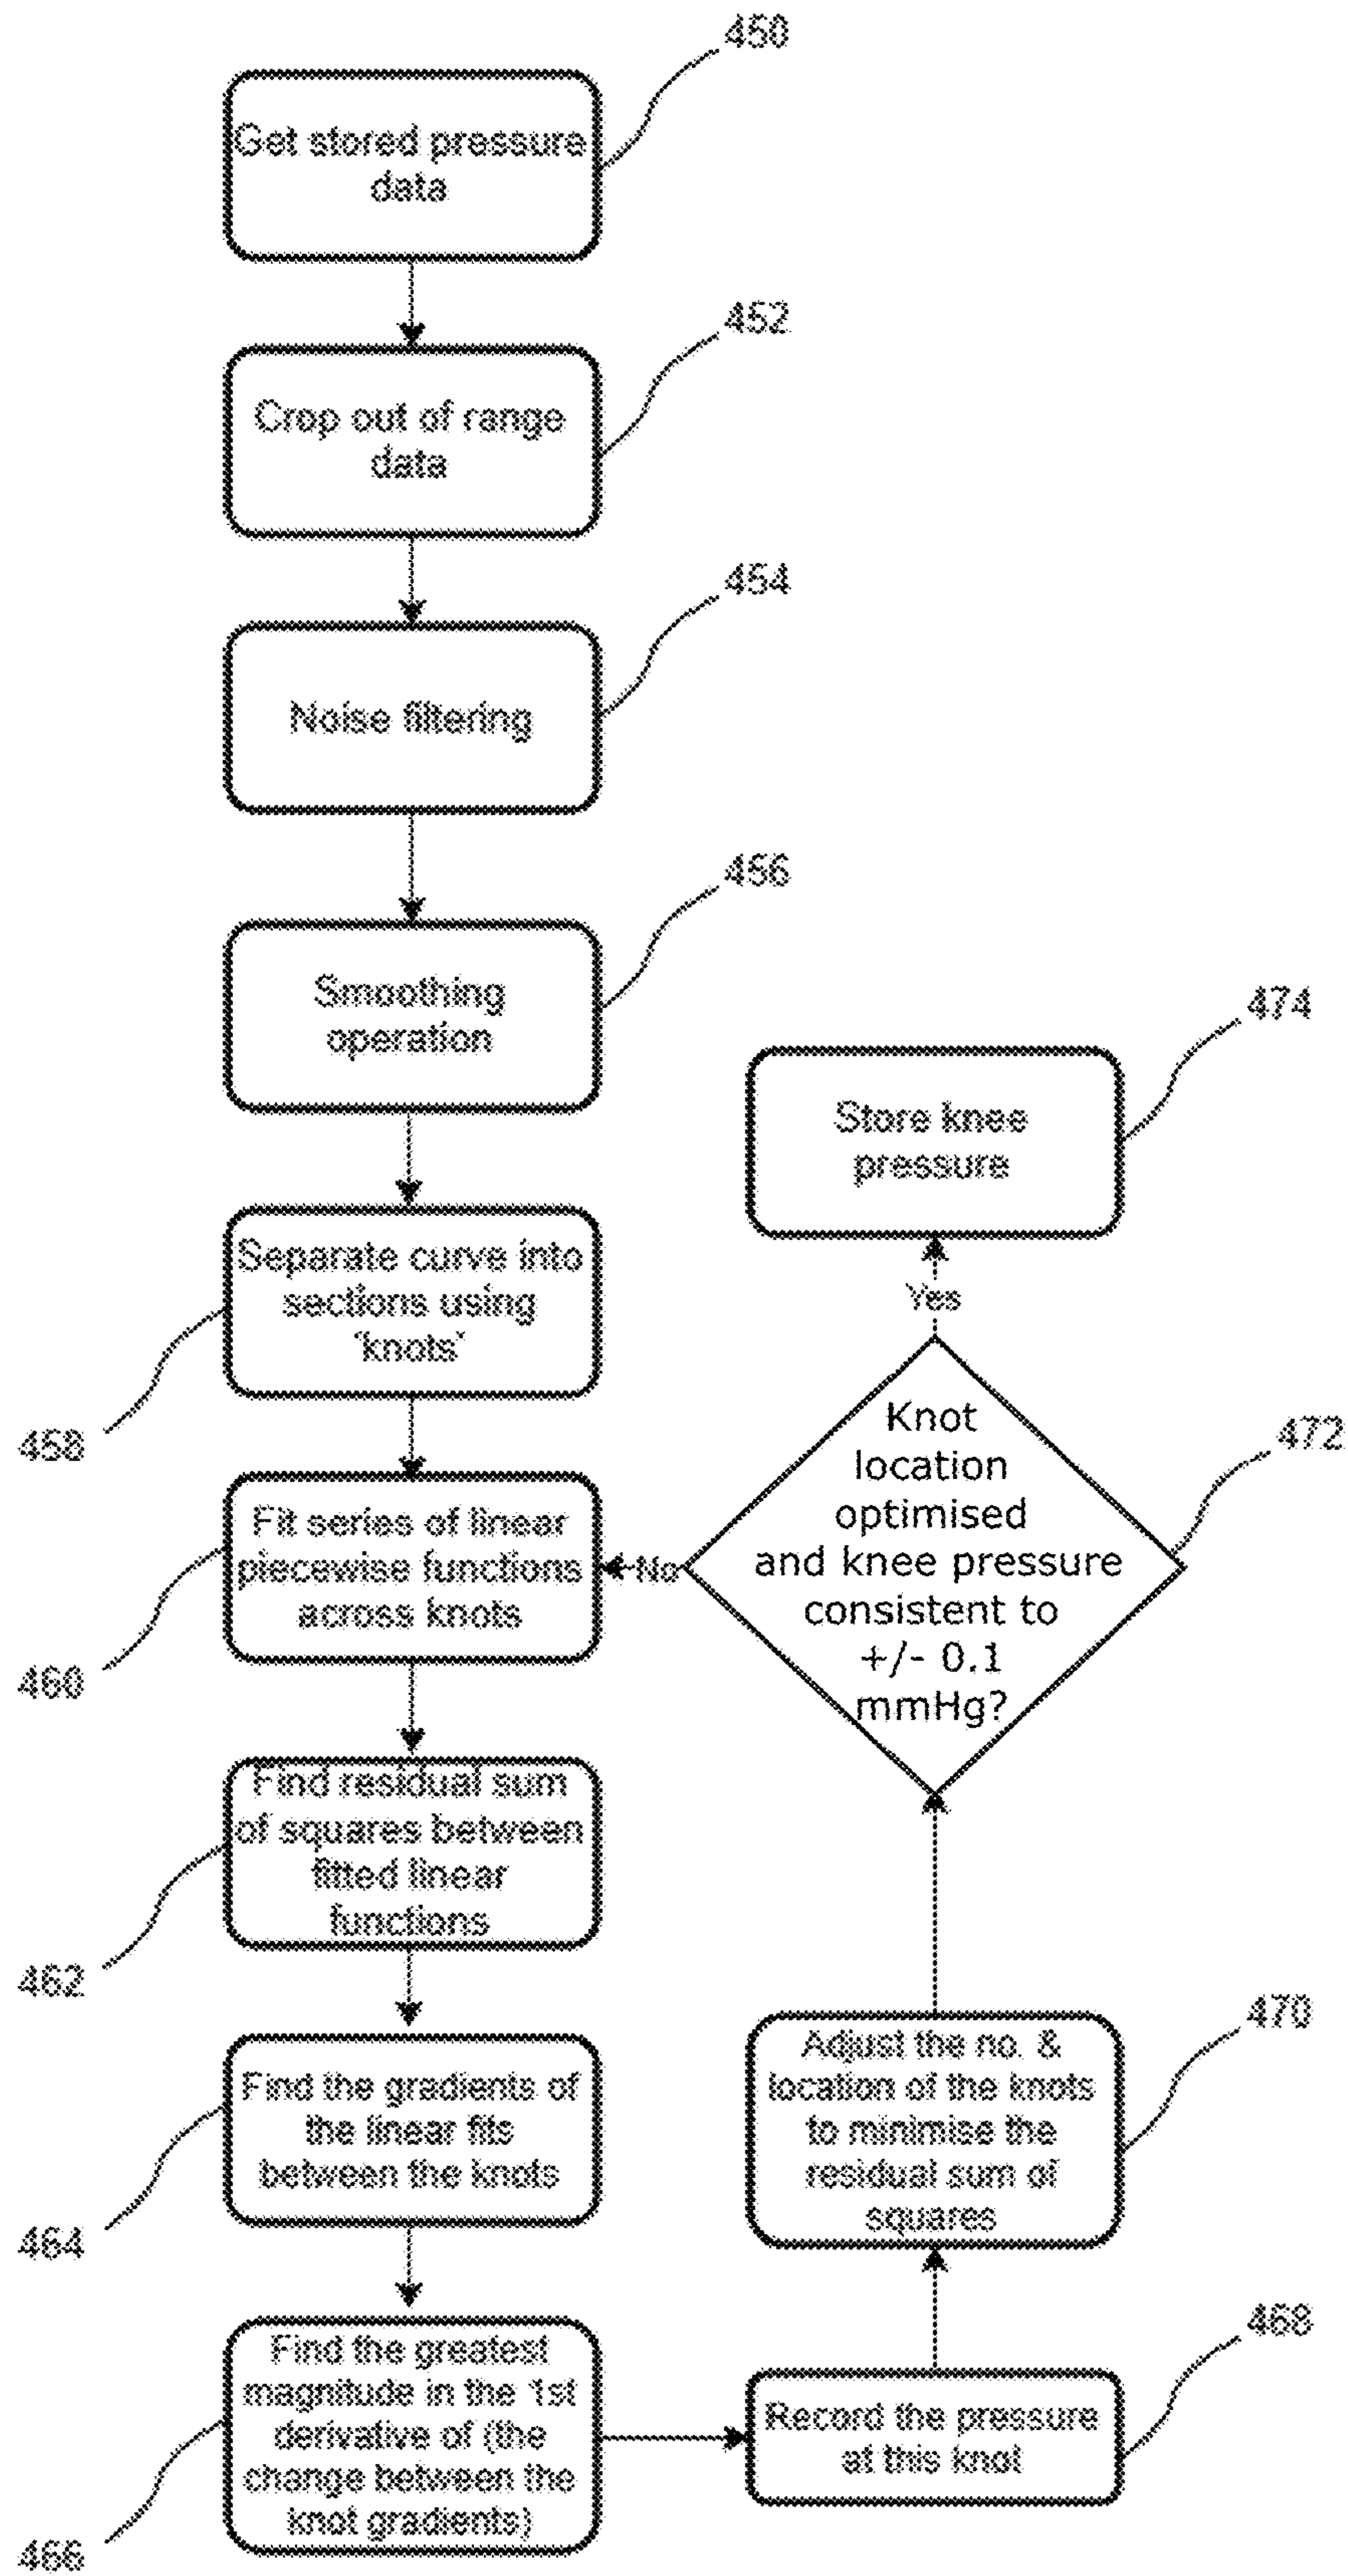 450
Get stored pressure
data
452
Crop out of range
data
454
Noise filtering
456
Smoothing
operation
458
Separate curve into
sections using
'knots'
460
Fit series of linear
piecewise functions
across knots
462
Find residual sum
of squares between
fitted linear
functions
464
Find the gradients of
the linear fits
between the knots
466
Find the greatest
magnitude in the 1st
derivative of (the
change between the
knot gradients)
468
Record the pressure
at this knot
470
Adjust the no. &
location of the knots
to minimise the
residual sum of
squares
472
Knot
location
optimised
and knee pressure
consistent to
+/- 0.1
mmHg?
No
Yes
474
Store knee
pressure